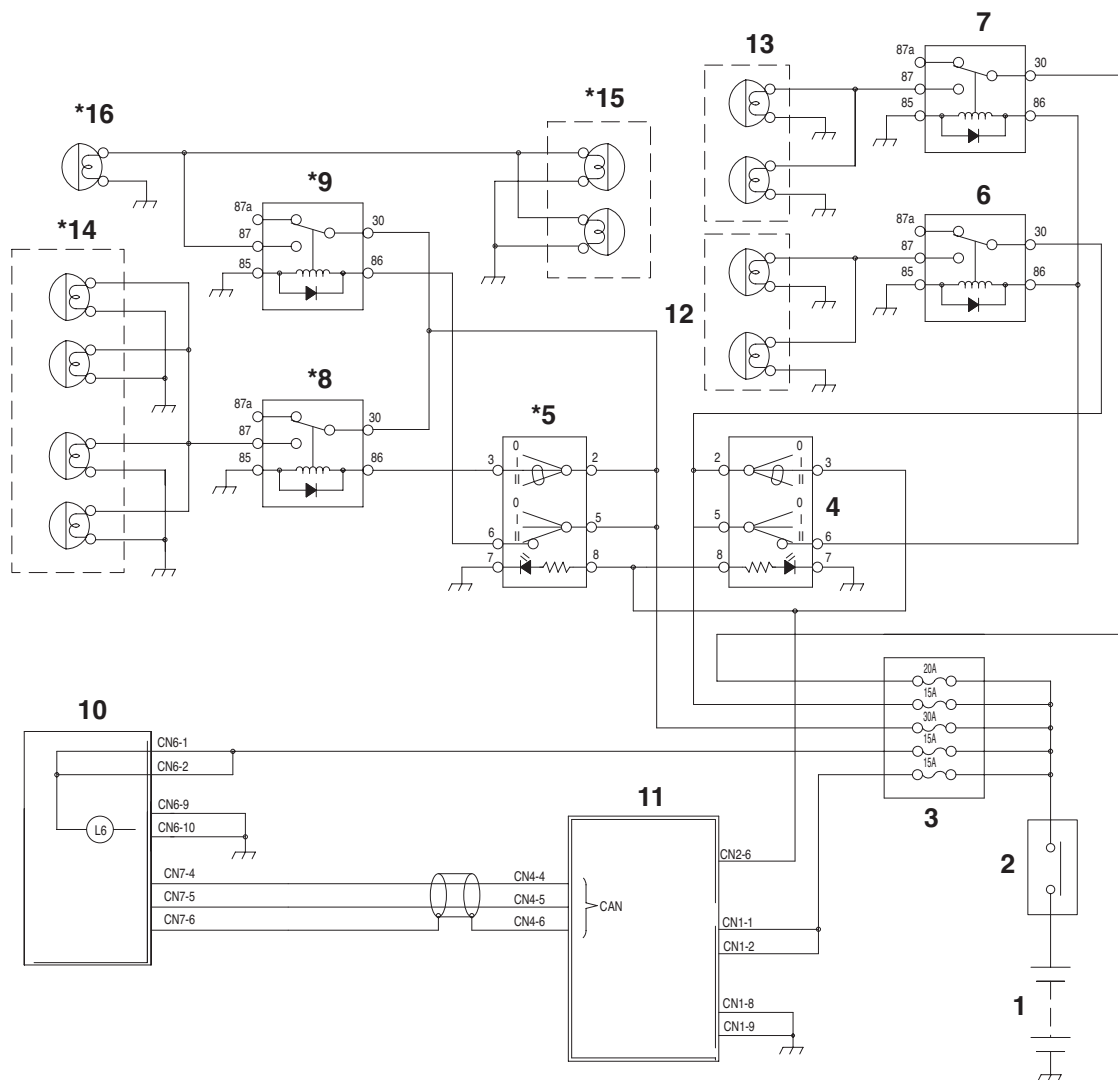 7
13
87a
30
87
85
86
*16
*15
*9
87a
30
87
85
86
6
87a
30
87
85
86
*14
12
*8
87a
30
87
85
86
*5
3
0
I
II
2
6
0
I
II
5
7
8
4
2
0
I
II
3
5
0
I
II
6
8
7
20A
15A
30A
15A
15A
3
10
CN6-1
CN6-2
CN6-9
L6
CN6-10
CN7-4
CN7-5
CN7-6
11
CN4-4
CN4-5
CN4-6
CAN
CN2-6
CN1-1
CN1-2
CN1-8
CN1-9
2
1